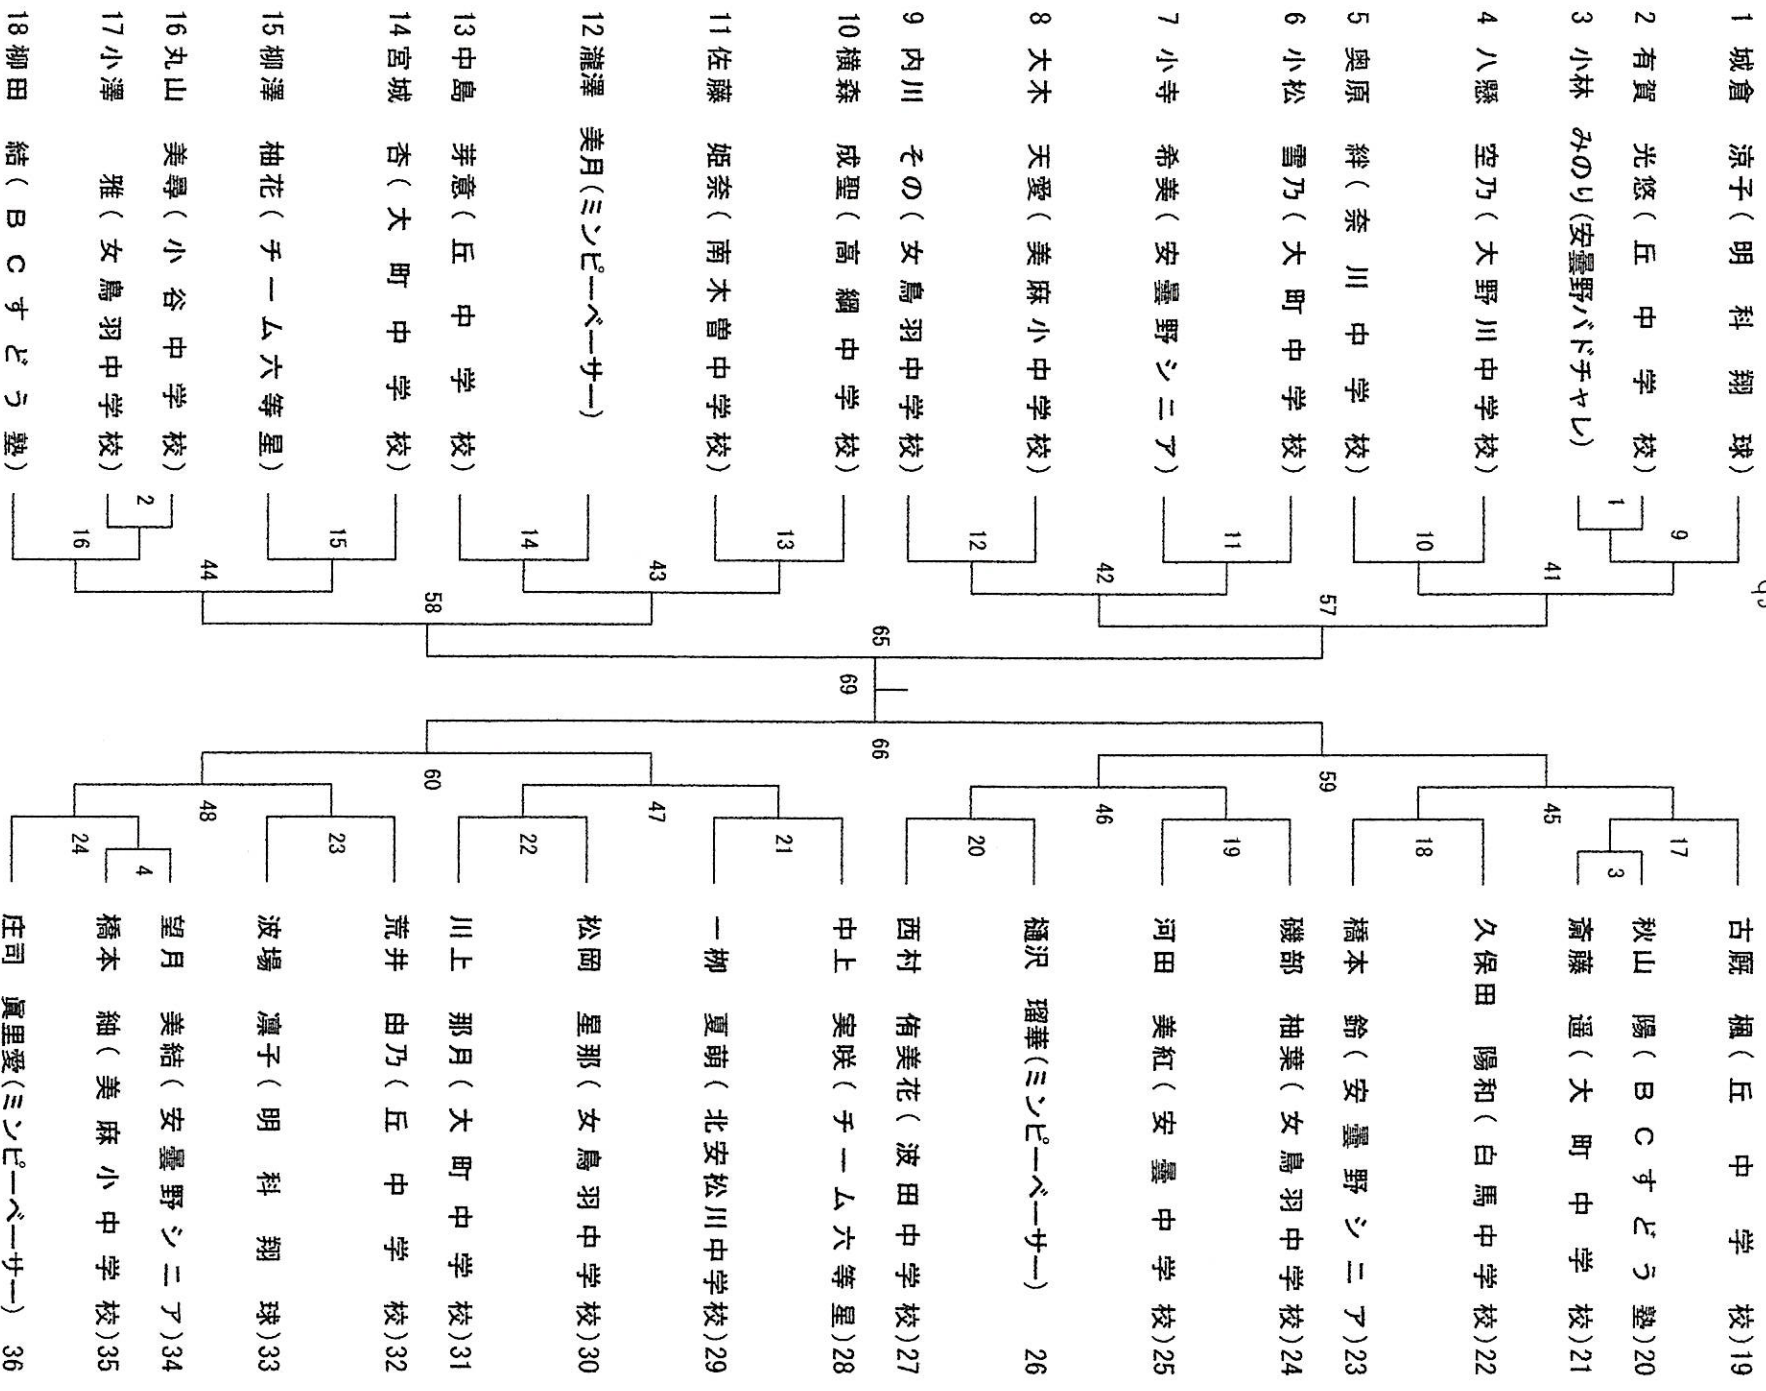 1 城倉 涼子(明科翔球)
2 有賀 光悠(丘中学校)
3 小林 みのり(安曇野バドチャレ)
4 八懸 空乃(大野川中学校)
5 奥原 絆(奈川中学校)
6 小松 雪乃(大町中学校)
7 小寺 希美(安曇野シニア)
8 大木 天愛(美麻小中学校)
9 内川 その(女鳥羽中学校)
10 横森 成聖(高綱中学校)
11 佐藤 姫奈(南木曽中学校)
12 瀧澤 美月(ミンピーベーサー)
13 中島 芽意(丘中学校)
14 宮城 杏(大町中学校)
15 柳澤 柚花(チーム六等星)
16 丸山 美尋(小谷中学校)
17 小澤 雅(女鳥羽中学校)
18 柳田 結(BCすどう塾)
1
2
9
10
11
12
13
14
15
16
41
42
43
44
57
58
65
69
66
59
60
45
46
47
48
17
18
19
20
21
22
23
24
3
4
古厩 楓(丘中学校)19
秋山 陽(BCすどう塾)20
斎藤 遥(大町中学校)21
久保田 陽和(白馬中学校)22
橋本 鈴(安曇野シニア)23
磯部 柚葉(女鳥羽中学校)24
河田 美紅(安曇中学校)25
樋沢 瑠華(ミンピーベーサー) 26
西村 侑美花(波田中学校)27
中上 実咲(チーム六等星)28
一栁 夏萌(北安松川中学校)29
松岡 星那(女鳥羽中学校)30
川上 那月(大町中学校)31
荒井 由乃(丘中学校)32
波場 凛子(明科翔球)33
望月 美結(安曇野シニア)34
橋本 紬(美麻小中学校)35
庄司 眞里愛(ミンピーベーサー) 36